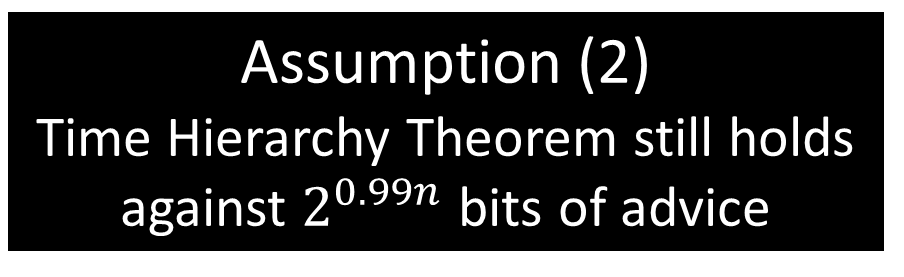 Assumption (2)
Time Hierarchy Theorem still holds
against 2^{0.99n} bits of advice